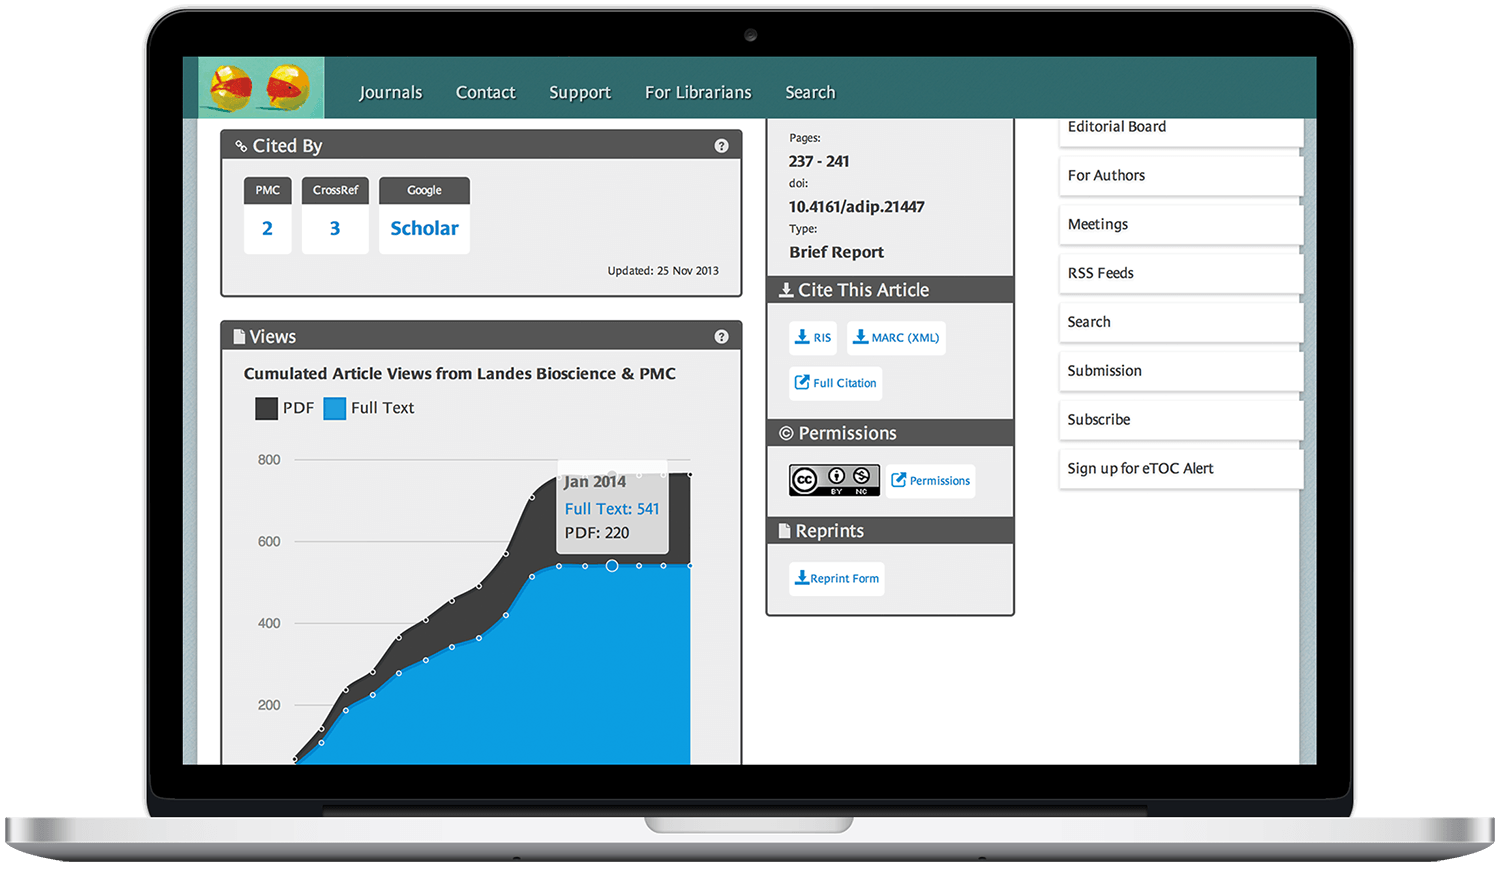 Journals Contact Support For Librarians Search
Cited By ?
PMC CrossRef Google
2 3 Scholar
Updated: 25 Nov 2013
Views ?
Cumulated Article Views from Landes Bioscience & PMC
PDF Full Text
800
600
400
200
Jan 2014
Full Text: 541
PDF: 220
Pages:
237 - 241
doi:
10.4161/adip.21447
Type:
Brief Report
Cite This Article
RIS MARC (XML)
Full Citation
© Permissions
cc BY NC Permissions
Reprints
Reprint Form
Editorial Board
For Authors
Meetings
RSS Feeds
Search
Submission
Subscribe
Sign up for eTOC Alert